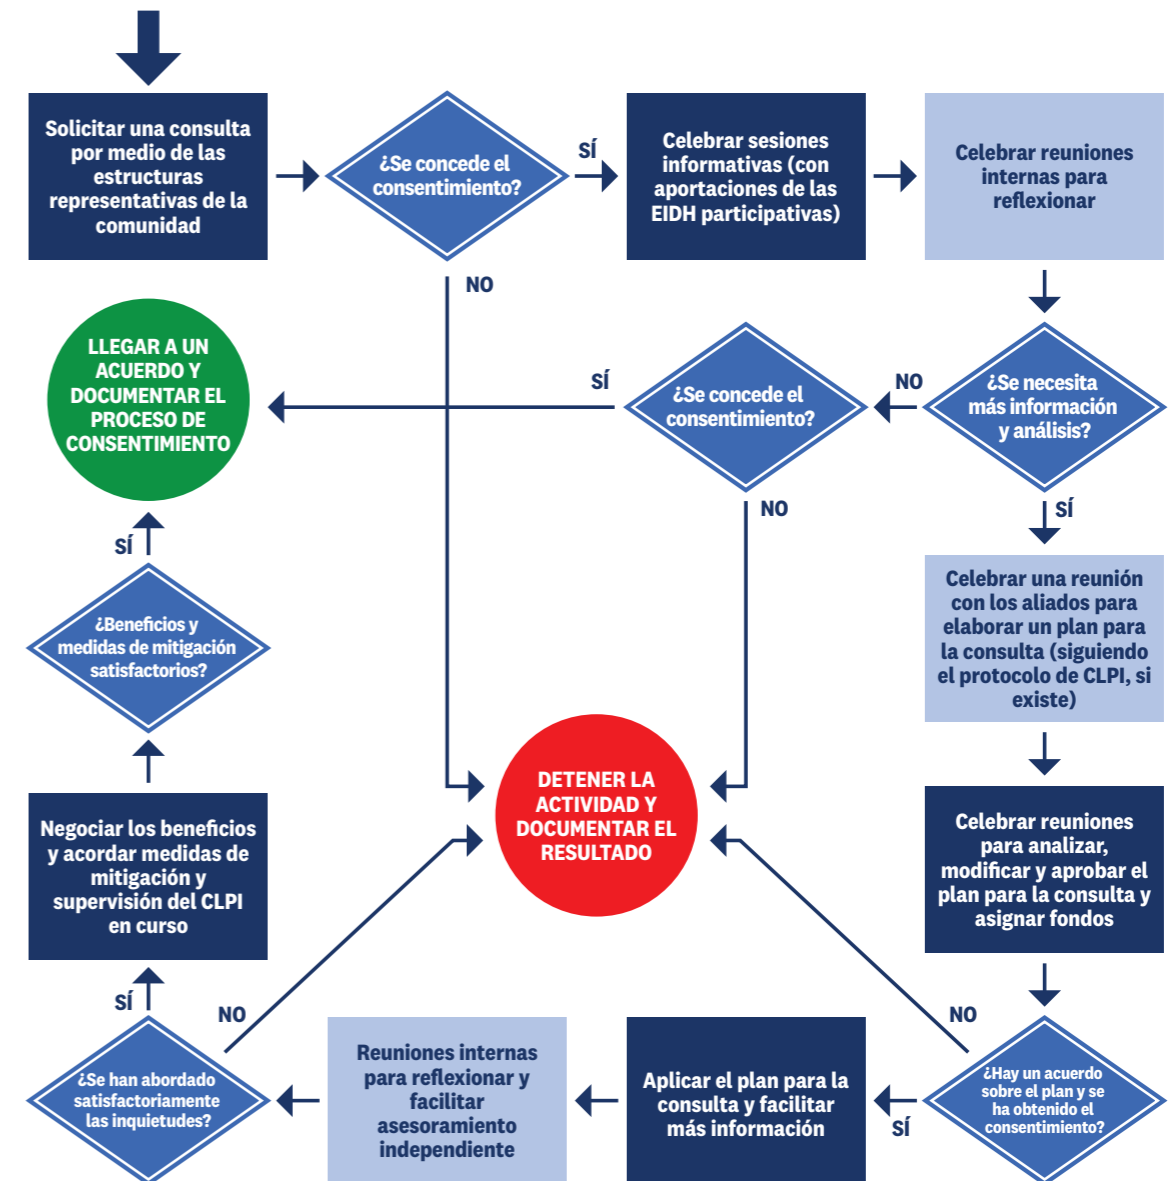 Solicitar una consulta
por medio de las
estructuras
representativas de la
comunidad
¿Se concede el
consentimiento?
SÍ
NO
Celebrar sesiones
informativas (con
aportaciones de las
EIDH participativas)
Celebrar reuniones
internas para
reflexionar
¿Se necesita
más información
y análisis?
NO
SÍ
¿Se concede el
consentimiento?
SÍ
NO
LLEGAR A UN
ACUERDO Y
DOCUMENTAR EL
PROCESO DE
CONSENTIMIENTO
Celebrar una reunión
con los aliados para
elaborar un plan para
la consulta (siguiendo
el protocolo de CLPI, si
existe)
Celebrar reuniones
para analizar,
modificar y aprobar el
plan para la consulta y
asignar fondos
¿Hay un acuerdo
sobre el plan y se
ha obtenido el
consentimiento?
NO
SÍ
DETENER LA
ACTIVIDAD Y
DOCUMENTAR EL
RESULTADO
Aplicar el plan para la
consulta y facilitar
más información
Reuniones internas
para reflexionar y
facilitar
asesoramiento
independiente
¿Se han abordado
satisfactoriamente
las inquietudes?
NO
SÍ
Negociar los beneficios
y acordar medidas de
mitigación y
supervisión del CLPI
en curso
¿Beneficios y
medidas de mitigación
satisfactorios?
SÍ